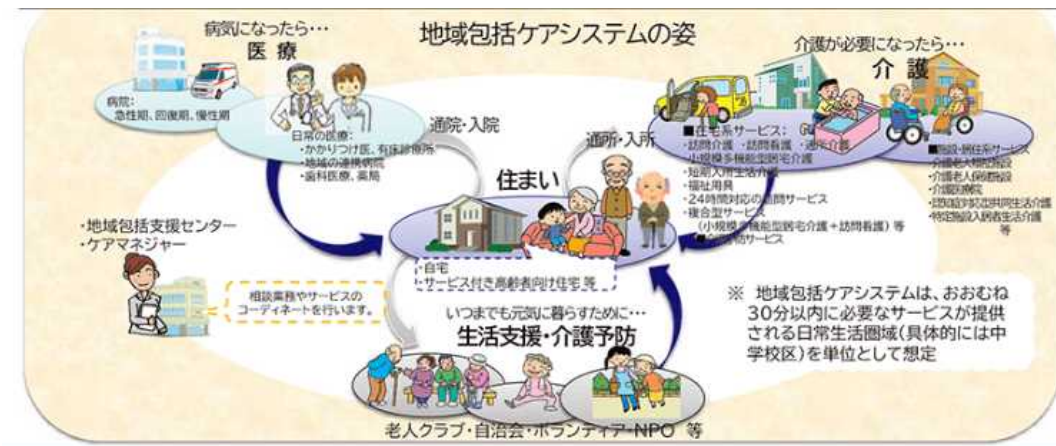 地域包括ケアシステムの姿
病気になったら･･･
医療
病院：
急性期、回復期、慢性期
日常の医療：
・かかりつけ医、有床診療所
・地域の連携病院
・歯科医療、薬局
通院・入院
通所・入所
介護が必要になったら･･･
介護
■在宅系サービス：
・訪問介護・訪問看護・通所介護
・小規模多機能型居宅介護
・短期入所生活介護
・福祉用具
・24時間対応の訪問サービス
・複合型サービス
（小規模多機能型居宅介護＋訪問看護）等
サービス
■施設・居住系サービス
介護老人福祉施設
介護老人保健施設
介護医療院
認知症対応型共同生活介護
特定施設入居者生活介護
等
住まい
・自宅
・サービス付き高齢者向け住宅 等
・地域包括支援センター
・ケアマネジャー
相談業務やサービスの
コーディネートを行います。
いつまでも元気に暮らすために･･･
生活支援・介護予防
老人クラブ・自治会・ボランティア・NPO 等
※ 地域包括ケアシステムは、おおむね
30分以内に必要なサービスが提供
される日常生活圏域（具体的には中
学校区）を単位として想定